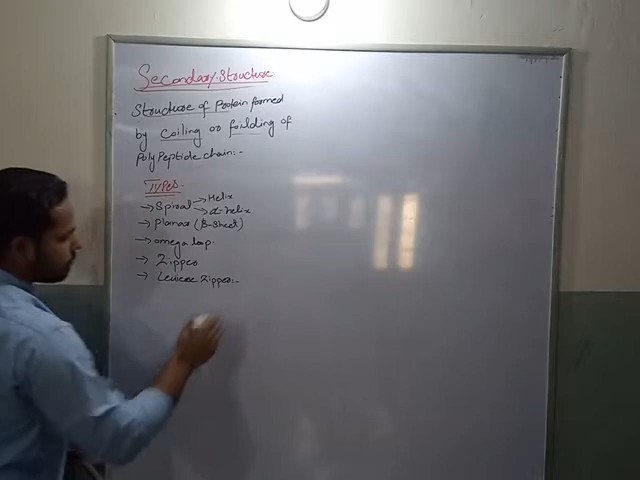 Secondary Structure
Structure of Protein formed
by coiling or foilding of
Poly Peptide chain:-
TYPES.
→ Spiral → Helix
→ α-helix
→ Planar (β-Sheet)
→ omega loop.
→ Zipper
→ Leucine Zipper:-